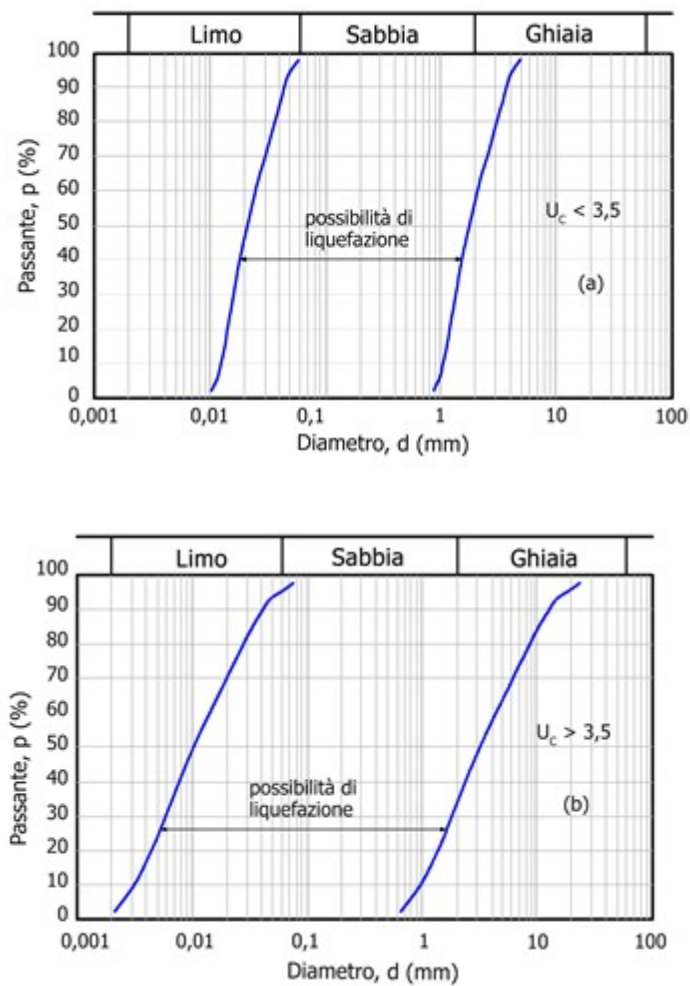 Limo Sabbia Ghiaia
100
90
80
70
60
50
40
30
20
10
0
Passante, p (%)
possibilità di
liquefazione
U_c < 3,5
(a)
0,001 0,01 0,1 1 10 100
Diametro, d (mm)
Limo Sabbia Ghiaia
100
90
80
70
60
50
40
30
20
10
0
Passante, p (%)
U_c > 3,5
possibilità di
liquefazione
(b)
0,001 0,01 0,1 1 10 100
Diametro, d (mm)